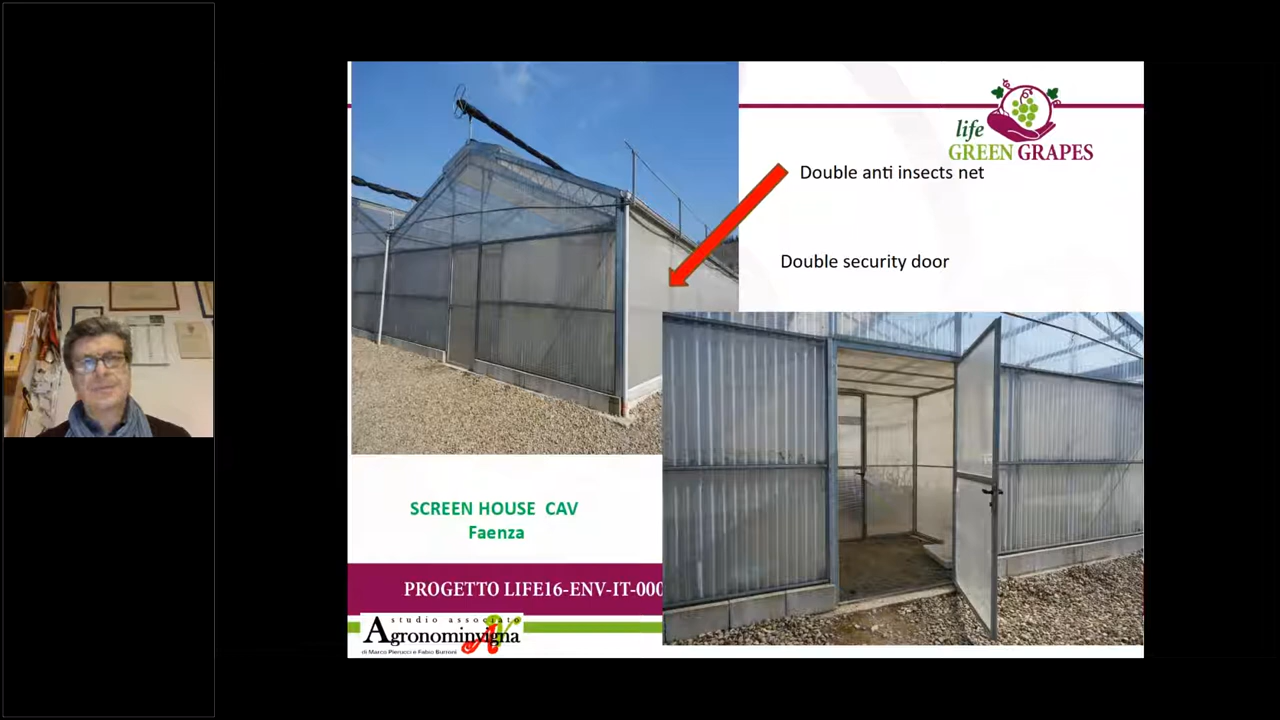 life
GREEN GRAPES
Double anti insects net
Double security door
SCREEN HOUSE CAV
Faenza
PROGETTO LIFE16-ENV-IT-000
studio associato
Agronominvigna
di Marco Pierucci e Fabio Burroni